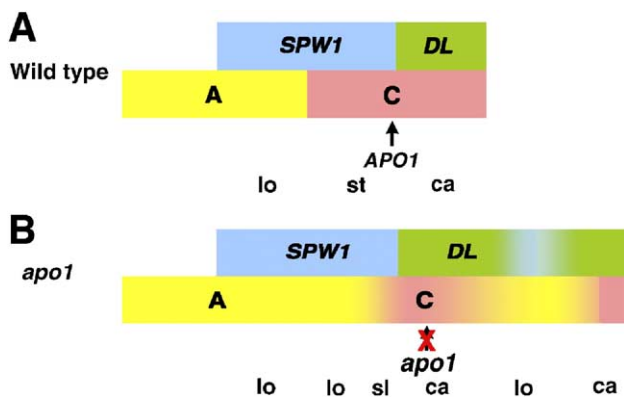 A
SPW1 DL
Wild type
A C
APO1
lo st ca
B
SPW1 DL
apo1
A C
apo1
lo lo sl ca lo ca